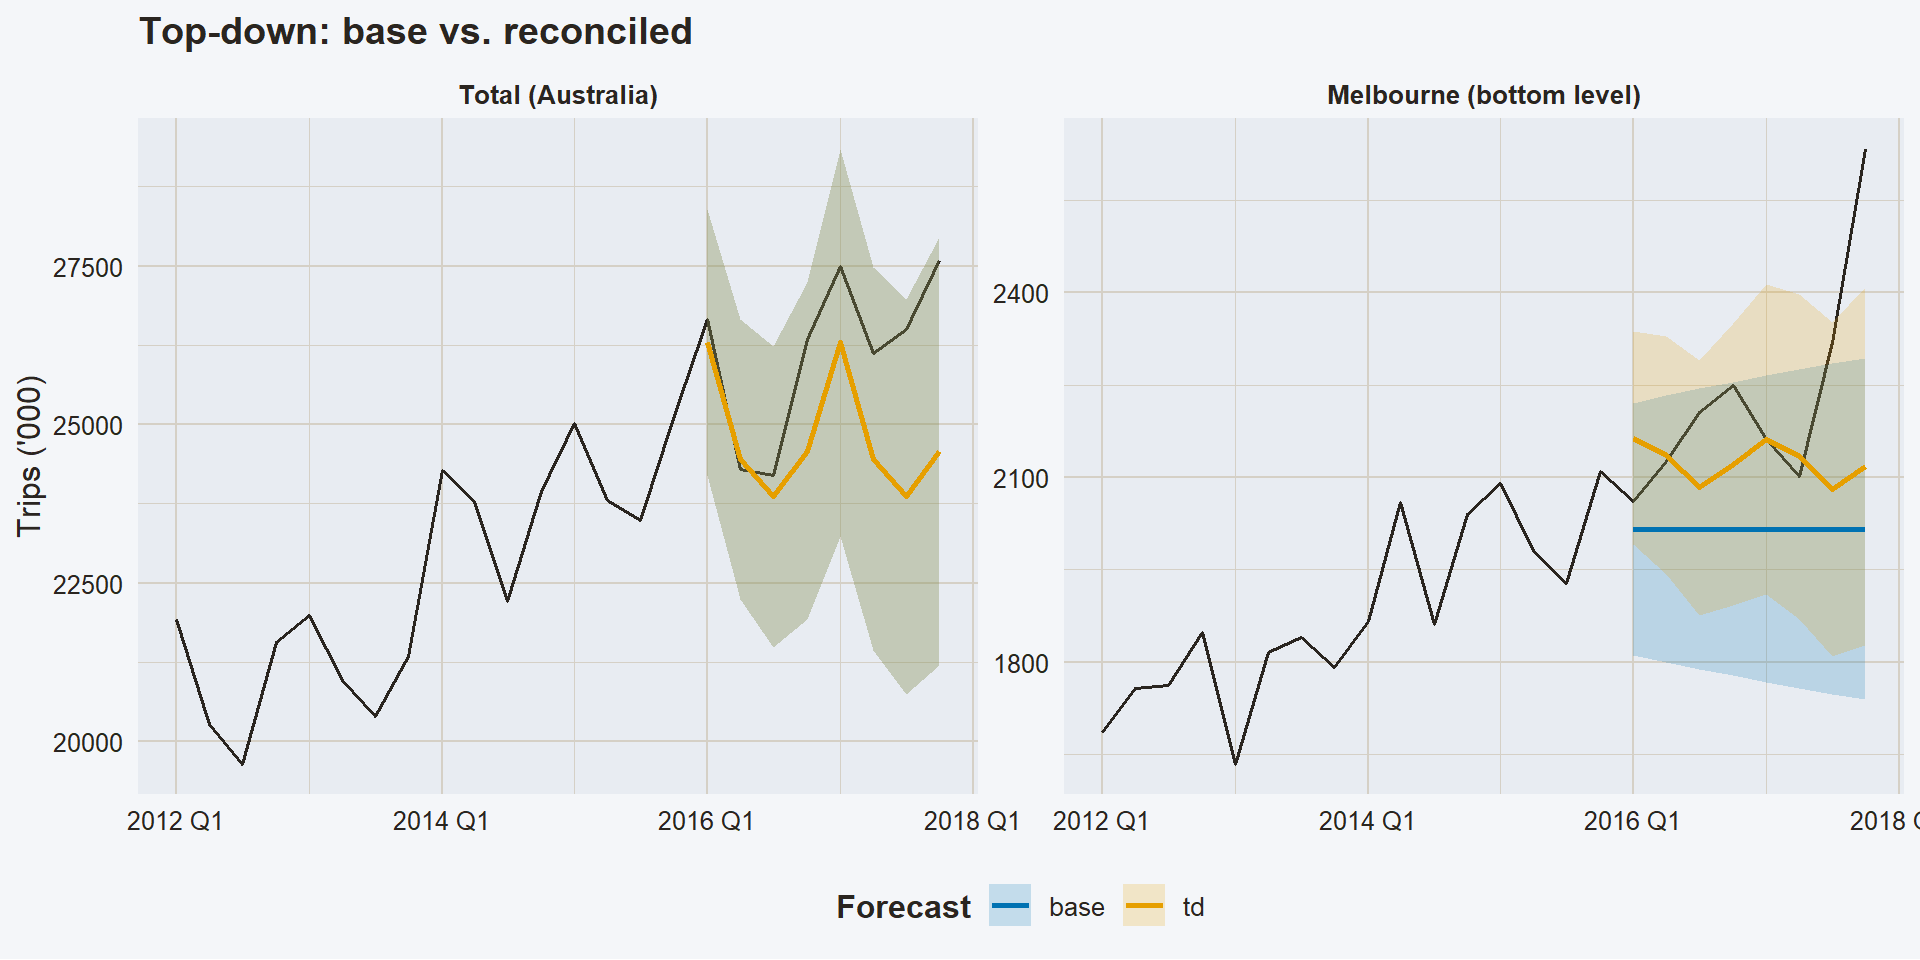 Top-down: base vs. reconciled
Total (Australia)
Melbourne (bottom level)
Trips ('000)
27500
25000
22500
20000
2400
2100
1800
2012 Q1
2014 Q1
2016 Q1
2018 Q1
2012 Q1
2014 Q1
2016 Q1
2018 Q
Forecast
base
td